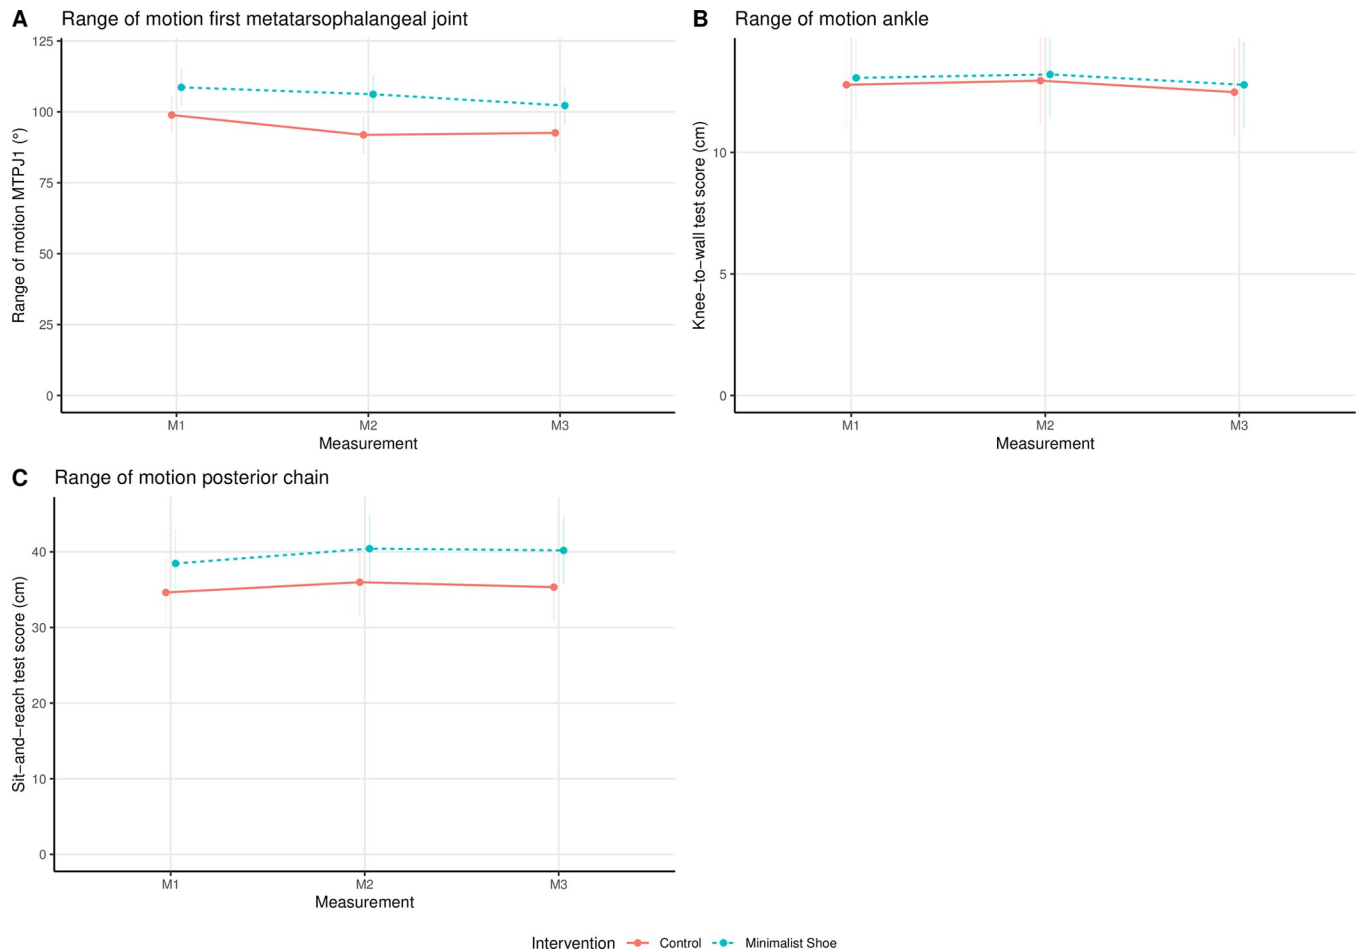 A Range of motion first metatarsophalangeal joint
125
100
75
50
25
0
Range of motion MTPJ1 (°)
M1 M2 M3
Measurement
B Range of motion ankle
10
5
0
Knee−to−wall test score (cm)
M1 M2 M3
Measurement
C Range of motion posterior chain
40
30
20
10
0
Sit−and−reach test score (cm)
M1 M2 M3
Measurement
Intervention Control Minimalist Shoe